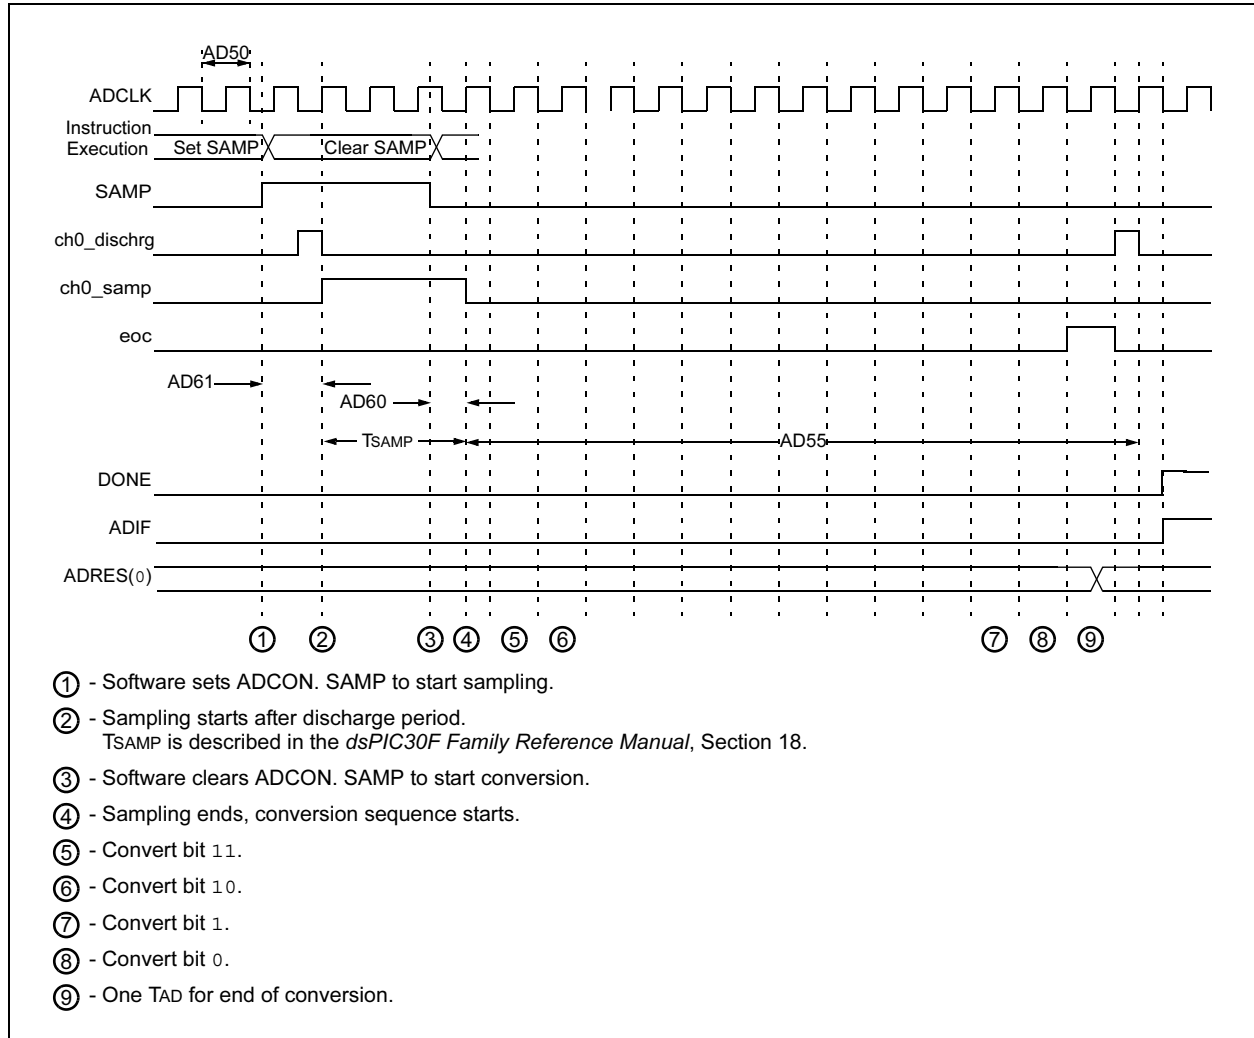 AD50
ADCLK
Instruction
Execution
Set SAMP
Clear SAMP
SAMP
ch0_dischrg
ch0_samp
eoc
AD61
AD60
TSAMP
AD55
DONE
ADIF
ADRES(0)
1 2 3 4 5 6 7 8 9
1 - Software sets ADCON. SAMP to start sampling.
2 - Sampling starts after discharge period.
TSAMP is described in the dsPIC30F Family Reference Manual, Section 18.
3 - Software clears ADCON. SAMP to start conversion.
4 - Sampling ends, conversion sequence starts.
5 - Convert bit 11.
6 - Convert bit 10.
7 - Convert bit 1.
8 - Convert bit 0.
9 - One TAD for end of conversion.